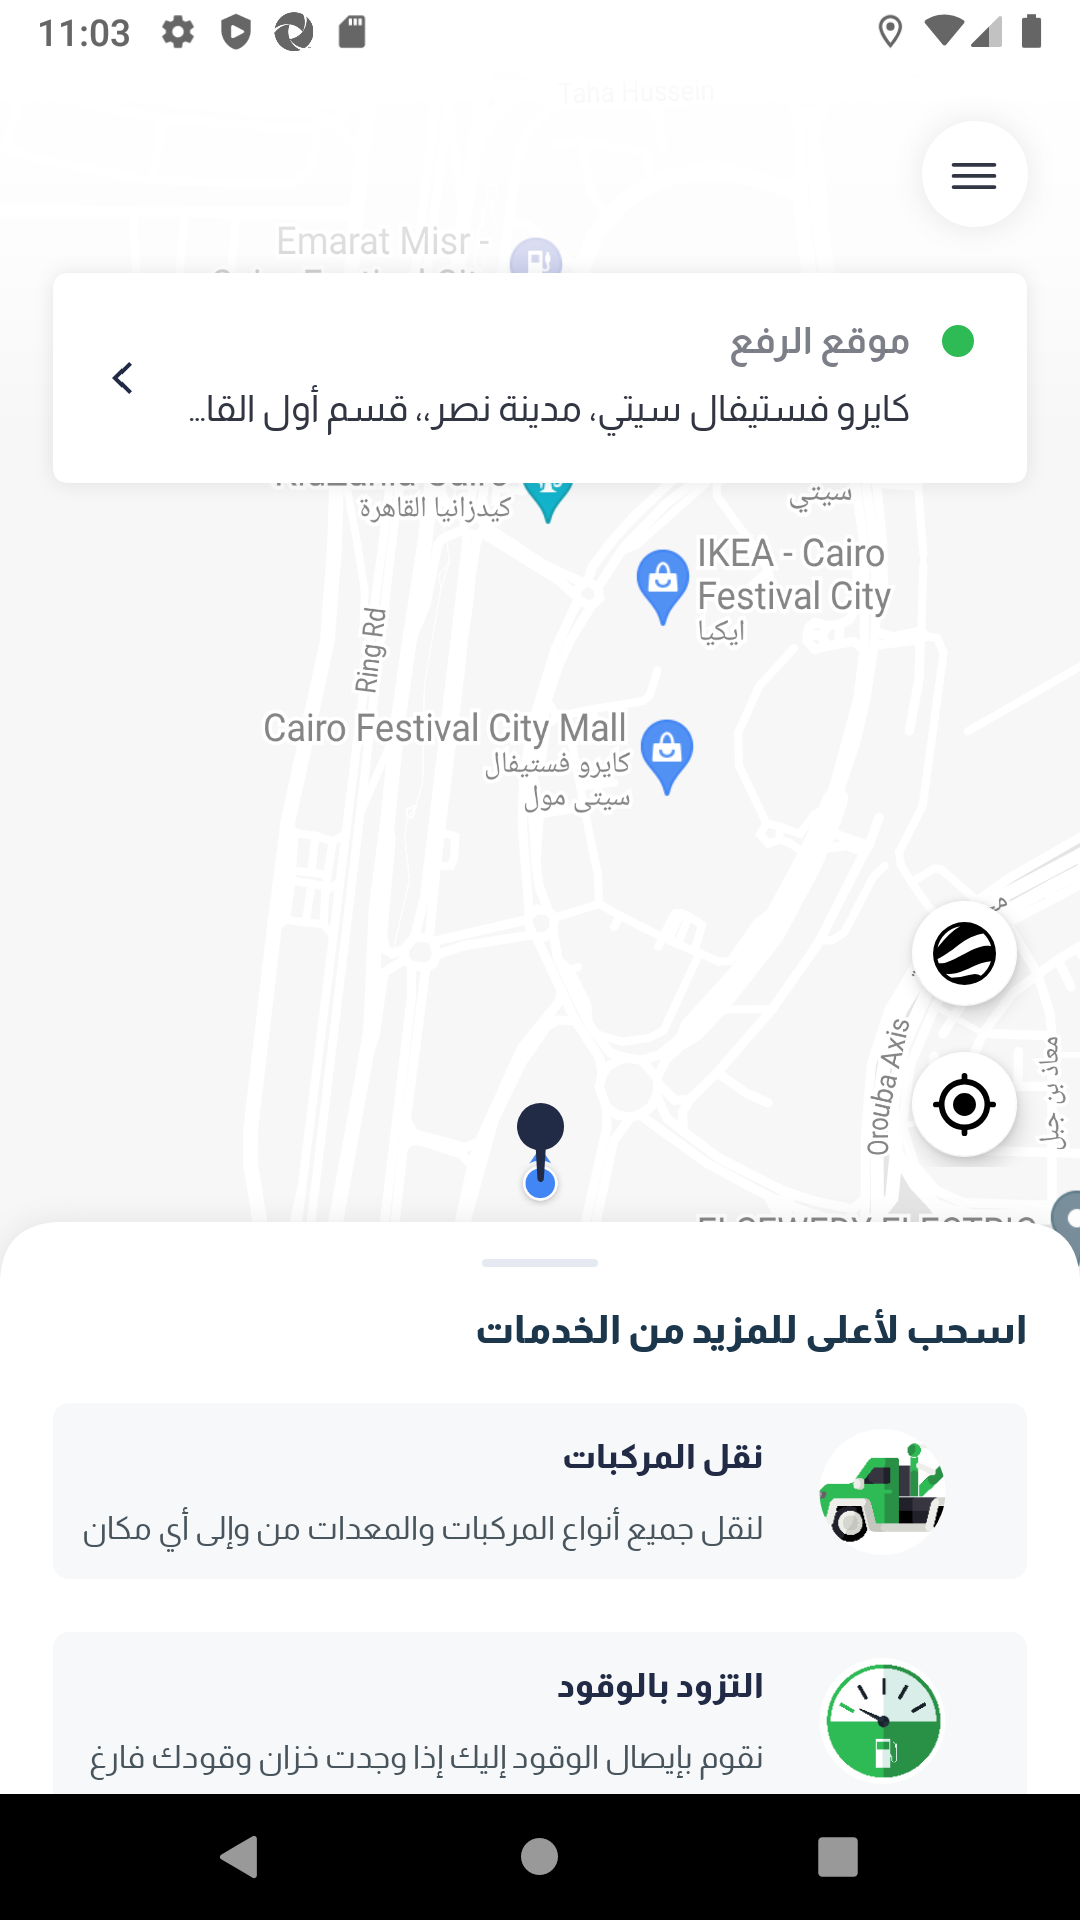 11:03
Taha Hussein
Emarat Misr -
موقع الرفع
كايرو فستيفال سيتي، مدينة نصر،، قسم أول القا...
كيدزانيا القاهرة
سيتي
IKEA - Cairo
Festival City
ايكيا
Ring Rd
Cairo Festival City Mall
كايرو فستيفال
سيتى مول
Orouba Axis
معاذ بن جبل
اسحب لأعلى للمزيد من الخدمات
نقل المركبات
لنقل جميع أنواع المركبات والمعدات من وإلى أي مكان
التزود بالوقود
نقوم بإيصال الوقود إليك إذا وجدت خزان وقودك فارغ